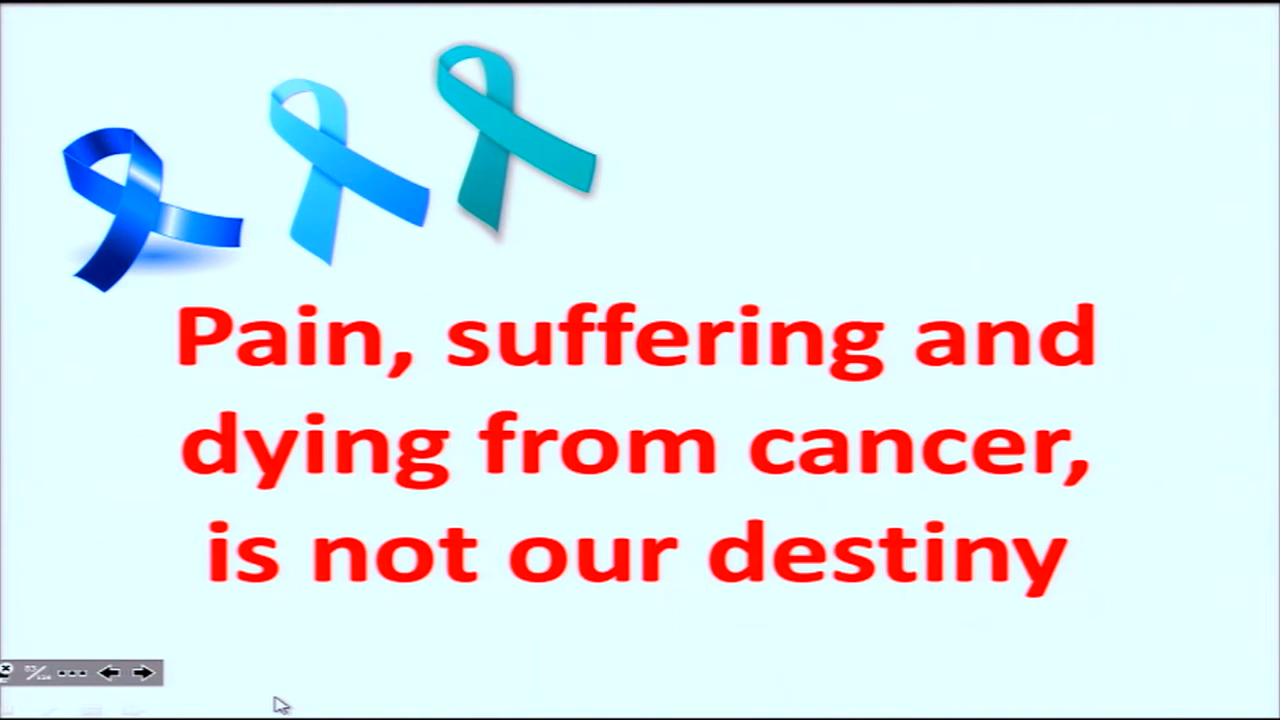 Pain, suffering and
dying from cancer,
is not our destiny